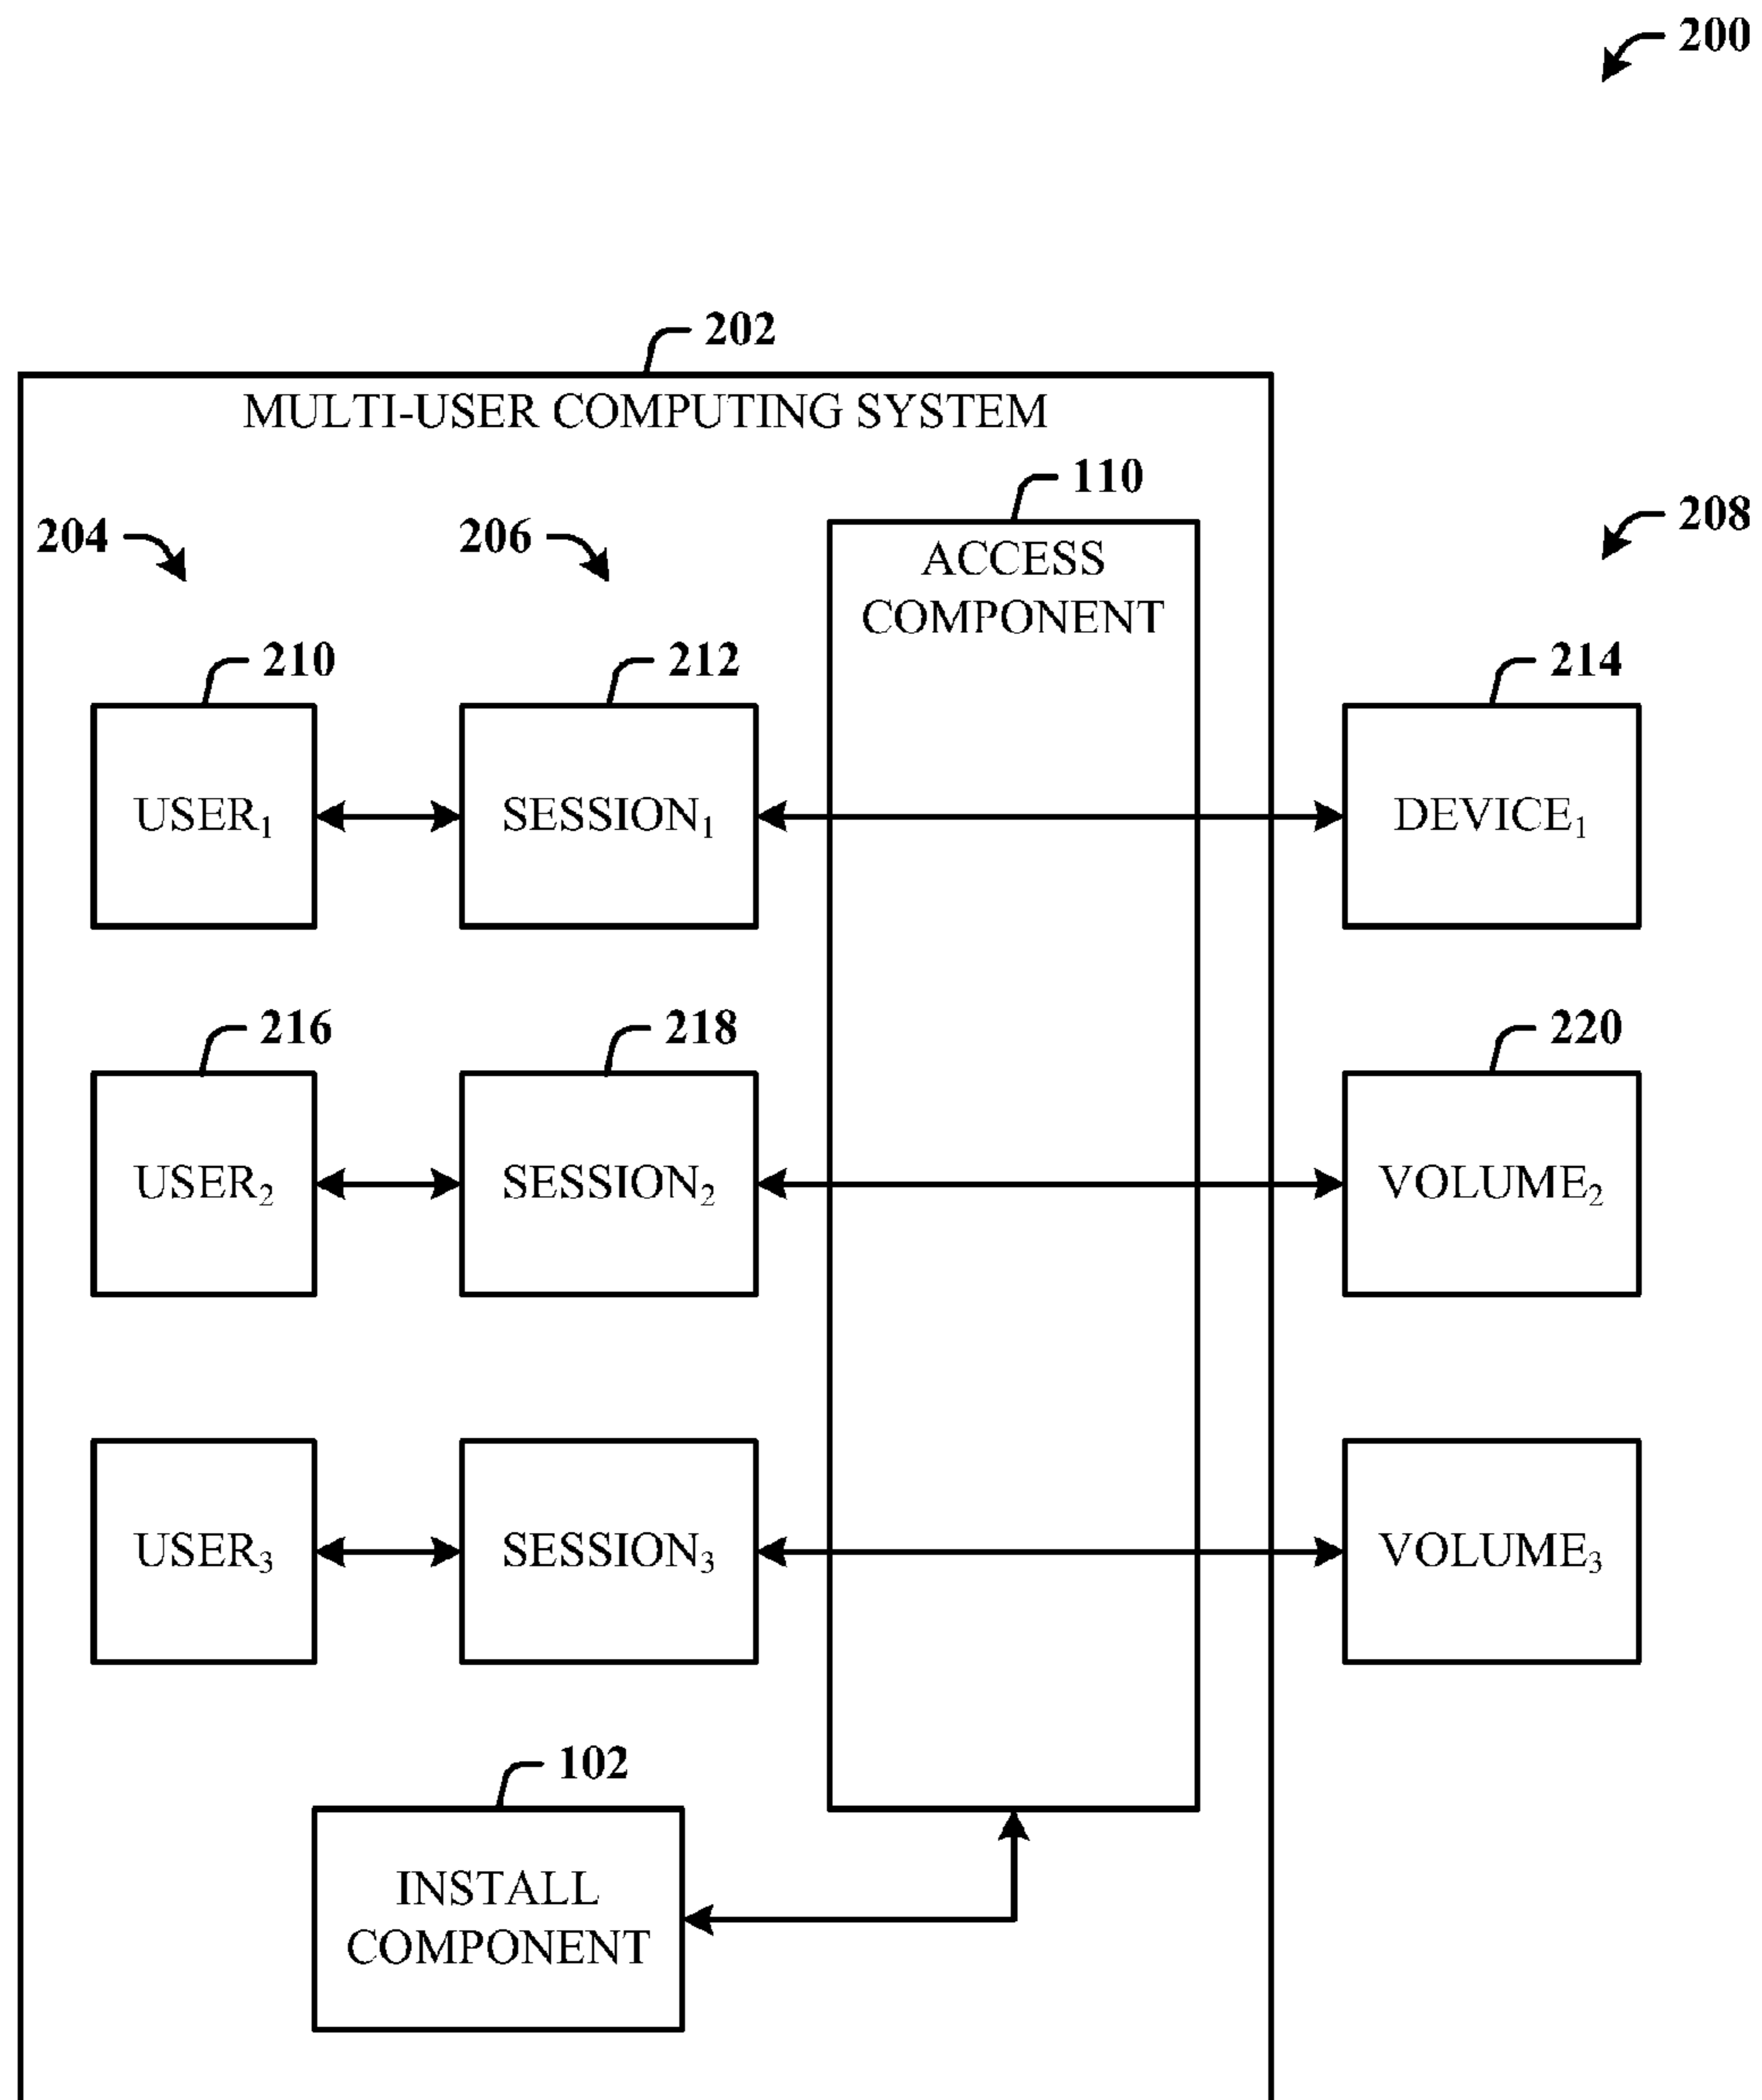 200
202
MULTI-USER COMPUTING SYSTEM
110
204
206
208
ACCESS
COMPONENT
210
212
214
USER₁
SESSION₁
DEVICE₁
216
218
220
USER₂
SESSION₂
VOLUME₂
USER₃
SESSION₃
VOLUME₃
102
INSTALL
COMPONENT